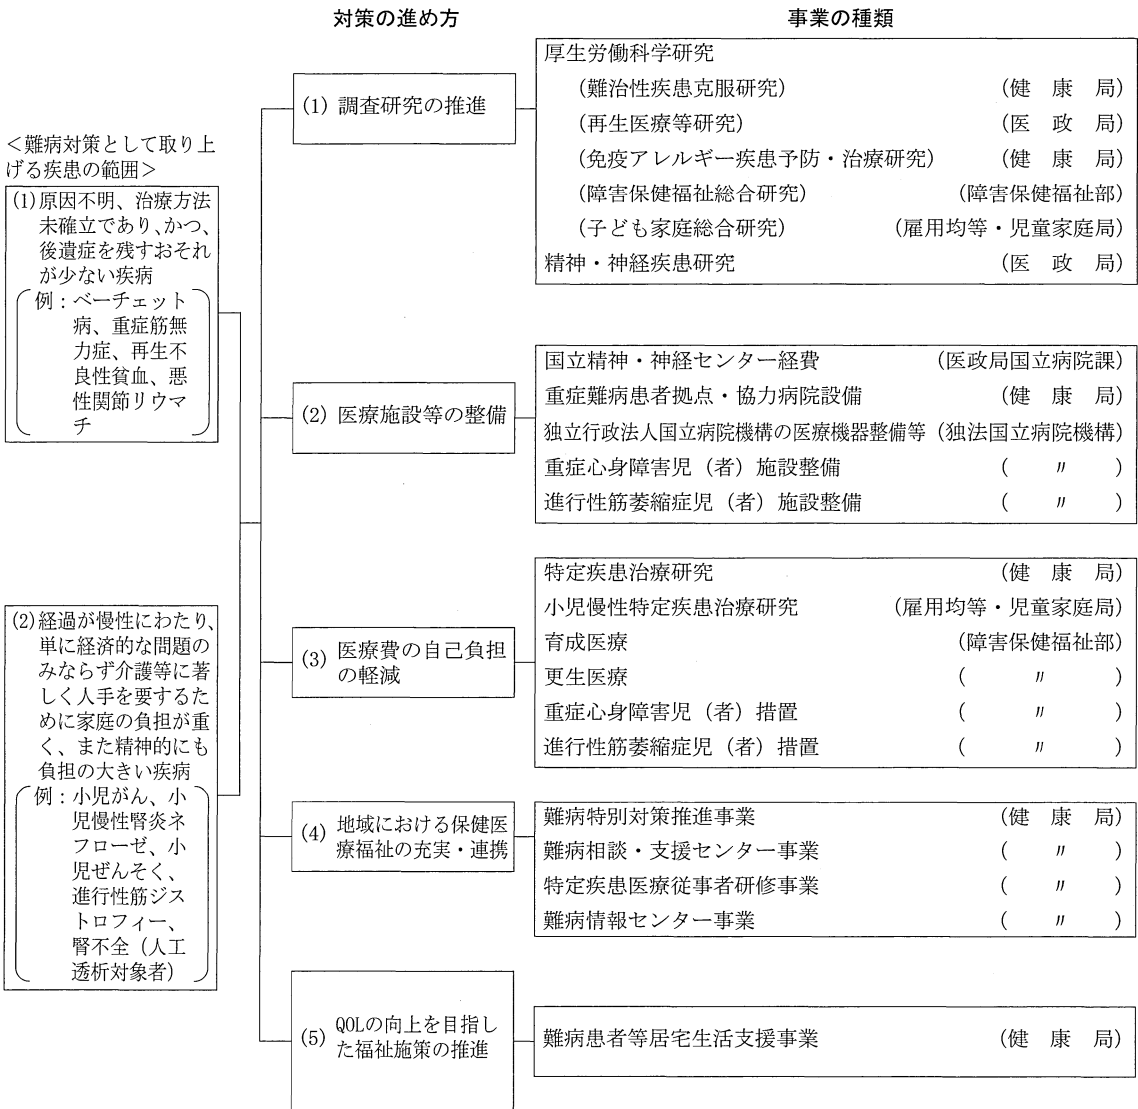 対策の進め方
事業の種類
<難病対策として取り上
げる疾患の範囲>
(1)原因不明、治療方法
未確立であり、かつ、
後遺症を残すおそれ
が少ない疾病
例：ベーチェット
病、重症筋無
力症、再生不
良性貧血、悪
性関節リウマ
チ
(2)経過が慢性にわたり、
単に経済的な問題の
みならず介護等に著
しく人手を要するた
めに家庭の負担が重
く、また精神的にも
負担の大きい疾病
例：小児がん、小
児慢性腎炎ネ
フローゼ、小
児ぜんそく、
進行性筋ジス
トロフィー、
腎不全（人工
透析対象者）
(1) 調査研究の推進
厚生労働科学研究
（難治性疾患克服研究） （健 康 局）
（再生医療等研究） （医 政 局）
（免疫アレルギー疾患予防・治療研究） （健 康 局）
（障害保健福祉総合研究） （障害保健福祉部）
（子ども家庭総合研究） （雇用均等・児童家庭局）
精神・神経疾患研究 （医 政 局）
(2) 医療施設等の整備
国立精神・神経センター経費 （医政局国立病院課）
重症難病患者拠点・協力病院設備 （健 康 局）
独立行政法人国立病院機構の医療機器整備等（独法国立病院機構）
重症心身障害児（者）施設整備 （ 〃 ）
進行性筋萎縮症児（者）施設整備 （ 〃 ）
(3) 医療費の自己負担
の軽減
特定疾患治療研究 （健 康 局）
小児慢性特定疾患治療研究 （雇用均等・児童家庭局）
育成医療 （障害保健福祉部）
更生医療 （ 〃 ）
重症心身障害児（者）措置 （ 〃 ）
進行性筋萎縮症児（者）措置 （ 〃 ）
(4) 地域における保健医
療福祉の充実・連携
難病特別対策推進事業 （健 康 局）
難病相談・支援センター事業 （ 〃 ）
特定疾患医療従事者研修事業 （ 〃 ）
難病情報センター事業 （ 〃 ）
(5) QOLの向上を目指し
た福祉施策の推進
難病患者等居宅生活支援事業 （健 康 局）